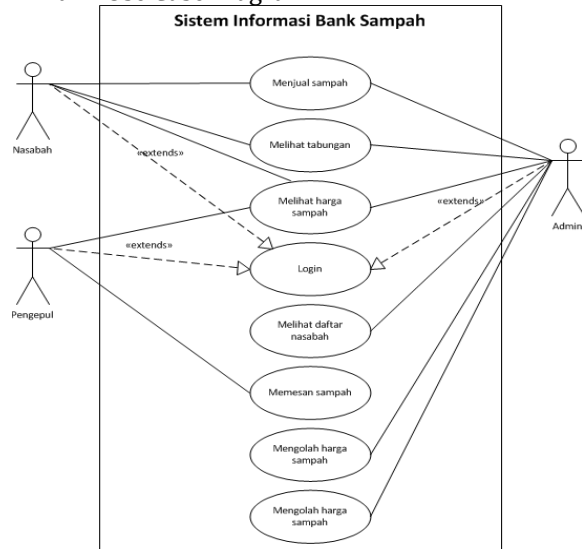 Sistem Informasi Bank Sampah
Menjual sampah
Nasabah
Melihat tabungan
«extends»
Melihat harga
sampah
«extends»
Admin
«extends»
Login
Pengepul
Melihat daftar
nasabah
Memesan sampah
Mengolah harga
sampah
Mengolah harga
sampah